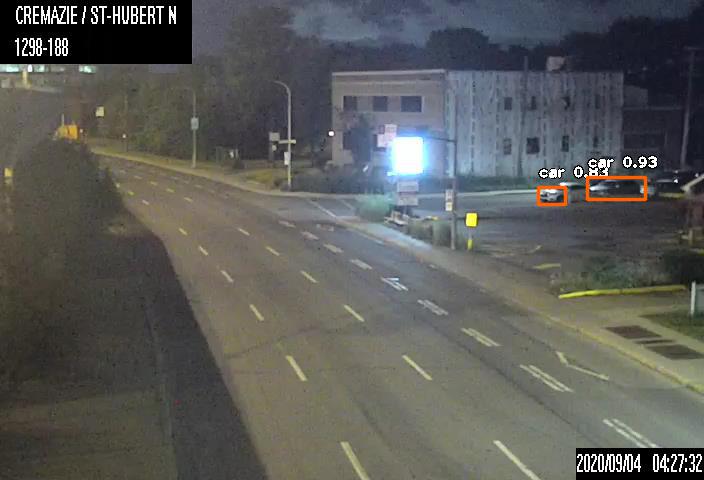 CREMAZIE / ST-HUBERT N
1298-188
car 0.93
car 0.83
2020/09/04 04:27:32